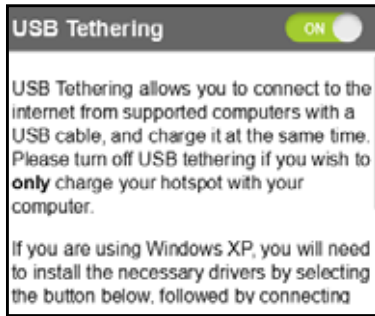 USB Tethering ON
USB Tethering allows you to connect to the
internet from supported computers with a
USB cable, and charge it at the same time.
Please turn off USB tethering if you wish to
only charge your hotspot with your
computer.
If you are using Windows XP, you will need
to install the necessary drivers by selecting
the button below, followed by connecting